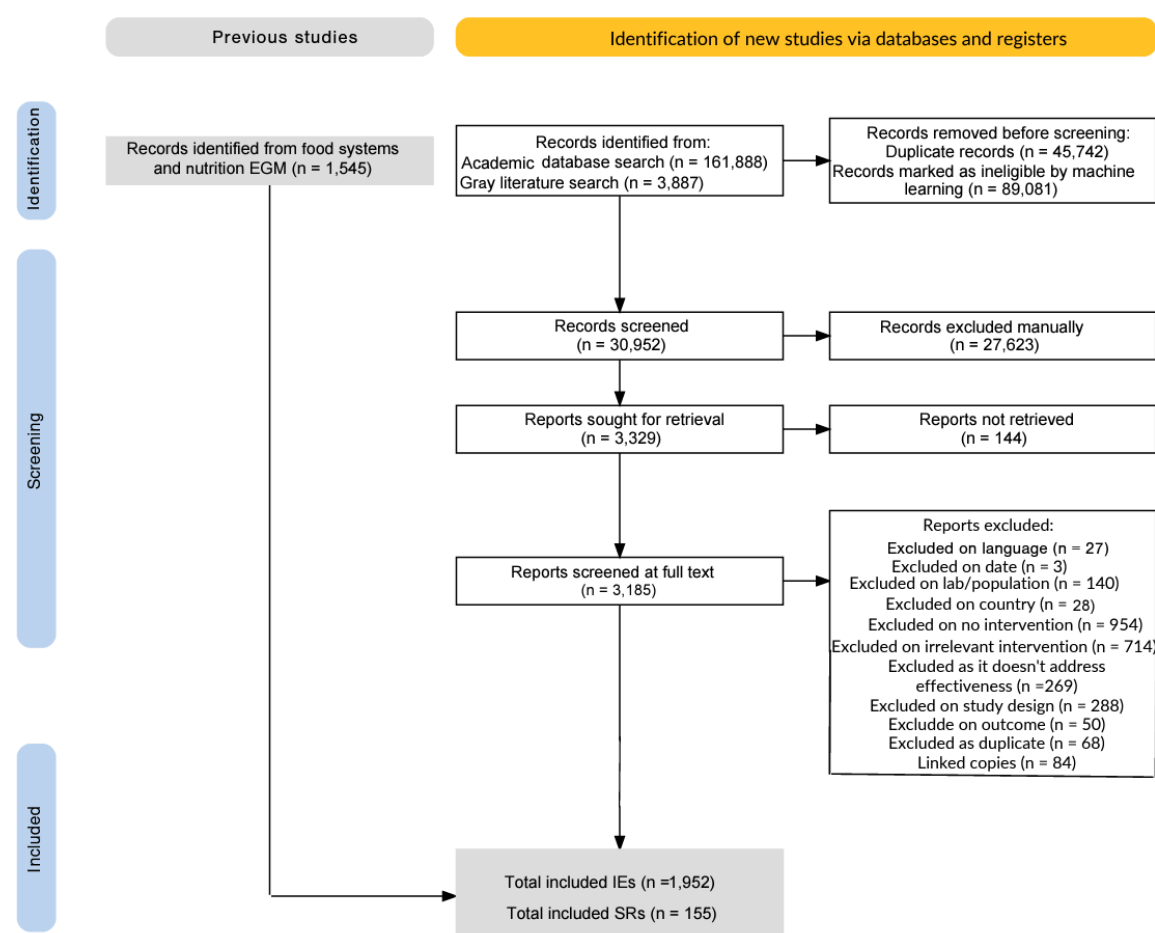 Previous studies
Identification of new studies via databases and registers
Identification
Records identified from food systems
and nutrition EGM (n = 1,545)
Records identified from:
Academic database search (n = 161,888)
Gray literature search (n = 3,887)
Records removed before screening:
Duplicate records (n = 45,742)
Records marked as ineligible by machine
learning (n = 89,081)
Screening
Records screened
(n = 30,952)
Records excluded manually
(n = 27,623)
Reports sought for retrieval
(n = 3,329)
Reports not retrieved
(n = 144)
Reports screened at full text
(n = 3,185)
Reports excluded:
Excluded on language (n = 27)
Excluded on date (n = 3)
Excluded on lab/population (n = 140)
Excluded on country (n = 28)
Excluded on no intervention (n = 954)
Excluded on irrelevant intervention (n = 714)
Excluded as it doesn't address
effectiveness (n =269)
Excluded on study design (n = 288)
Excludde on outcome (n = 50)
Excluded as duplicate (n = 68)
Linked copies (n = 84)
Included
Total included IEs (n =1,952)
Total included SRs (n = 155)